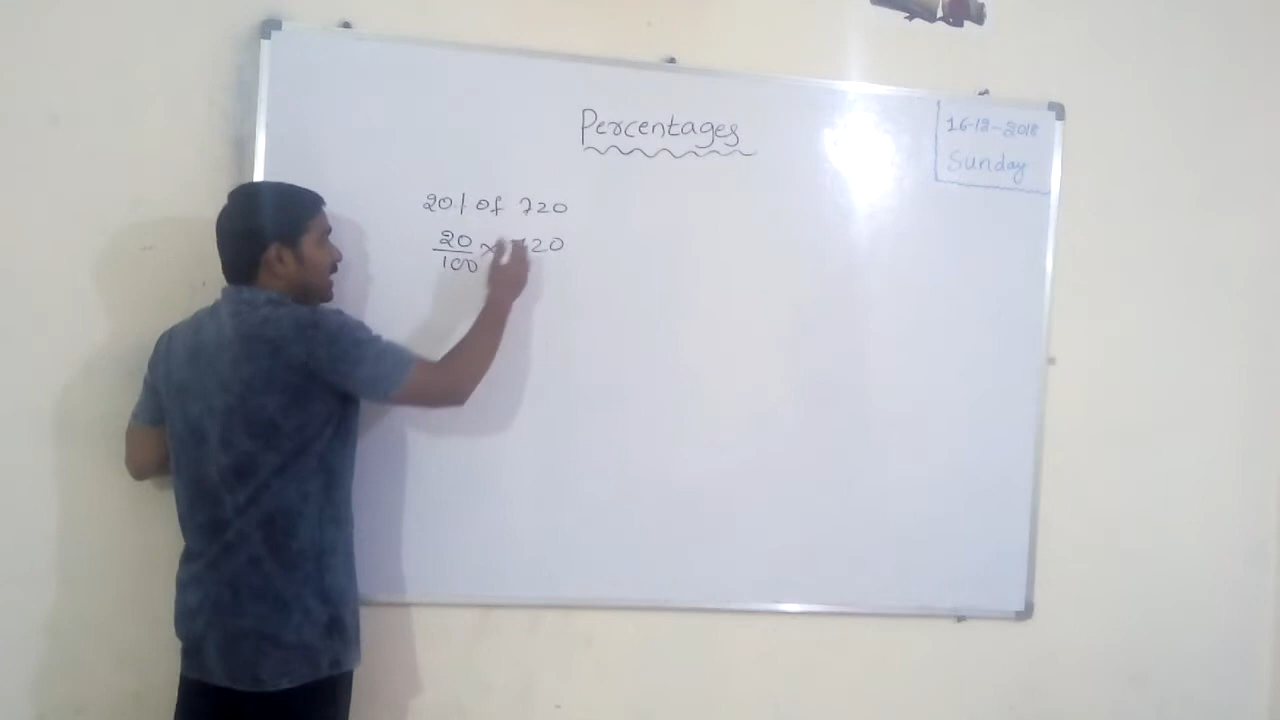 Percentages
16-12-2018
Sunday
20% of 720
20/100 × 720